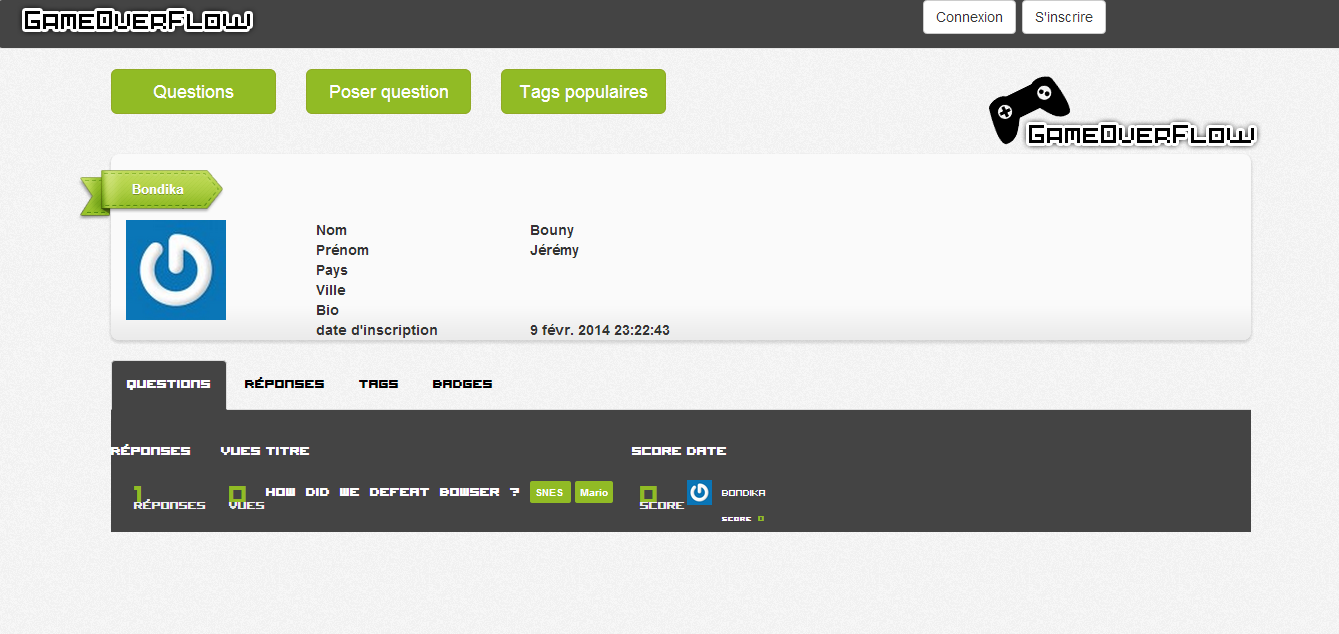 GameOverFlow
Connexion S'inscrire
Questions Poser question Tags populaires
GameOverFlow
Bondika
Nom Bouny
Prénom Jérémy
Pays
Ville
Bio
date d'inscription 9 févr. 2014 23:22:43
QUESTIONS RÉPONSES TAGS BADGES
RÉPONSES VUES TITRE SCORE DATE
1 RÉPONSES 0 VUES HOW DID WE DEFEAT BOWSER ? SNES Mario 0 SCORE BONDIKA
SCORE 0